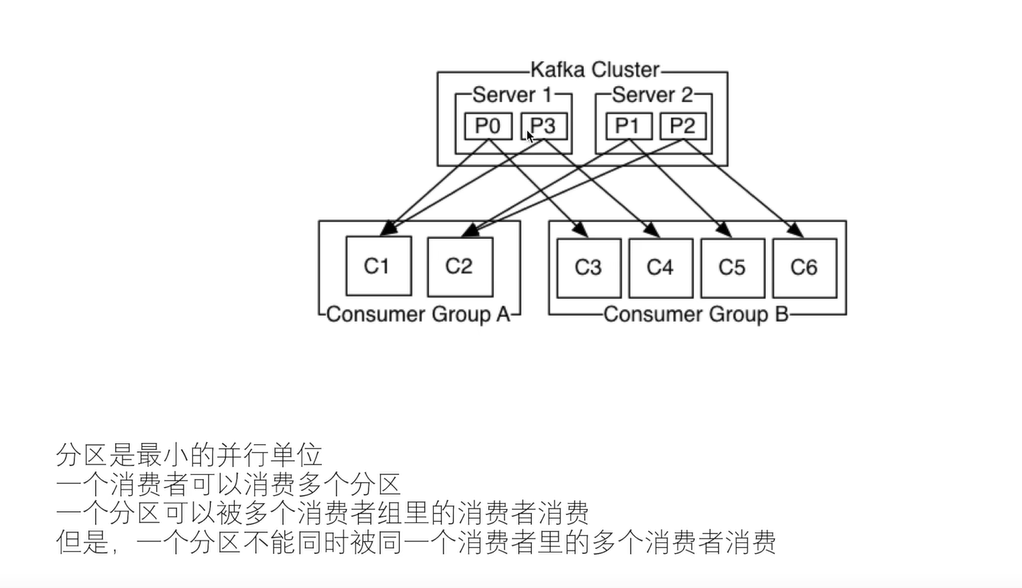 Kafka Cluster
Server 1 Server 2
P0 P3 P1 P2
C1 C2 C3 C4 C5 C6
Consumer Group A Consumer Group B
分区是最小的并行单位
一个消费者可以消费多个分区
一个分区可以被多个消费者组里的消费者消费
但是，一个分区不能同时被同一个消费者里的多个消费者消费